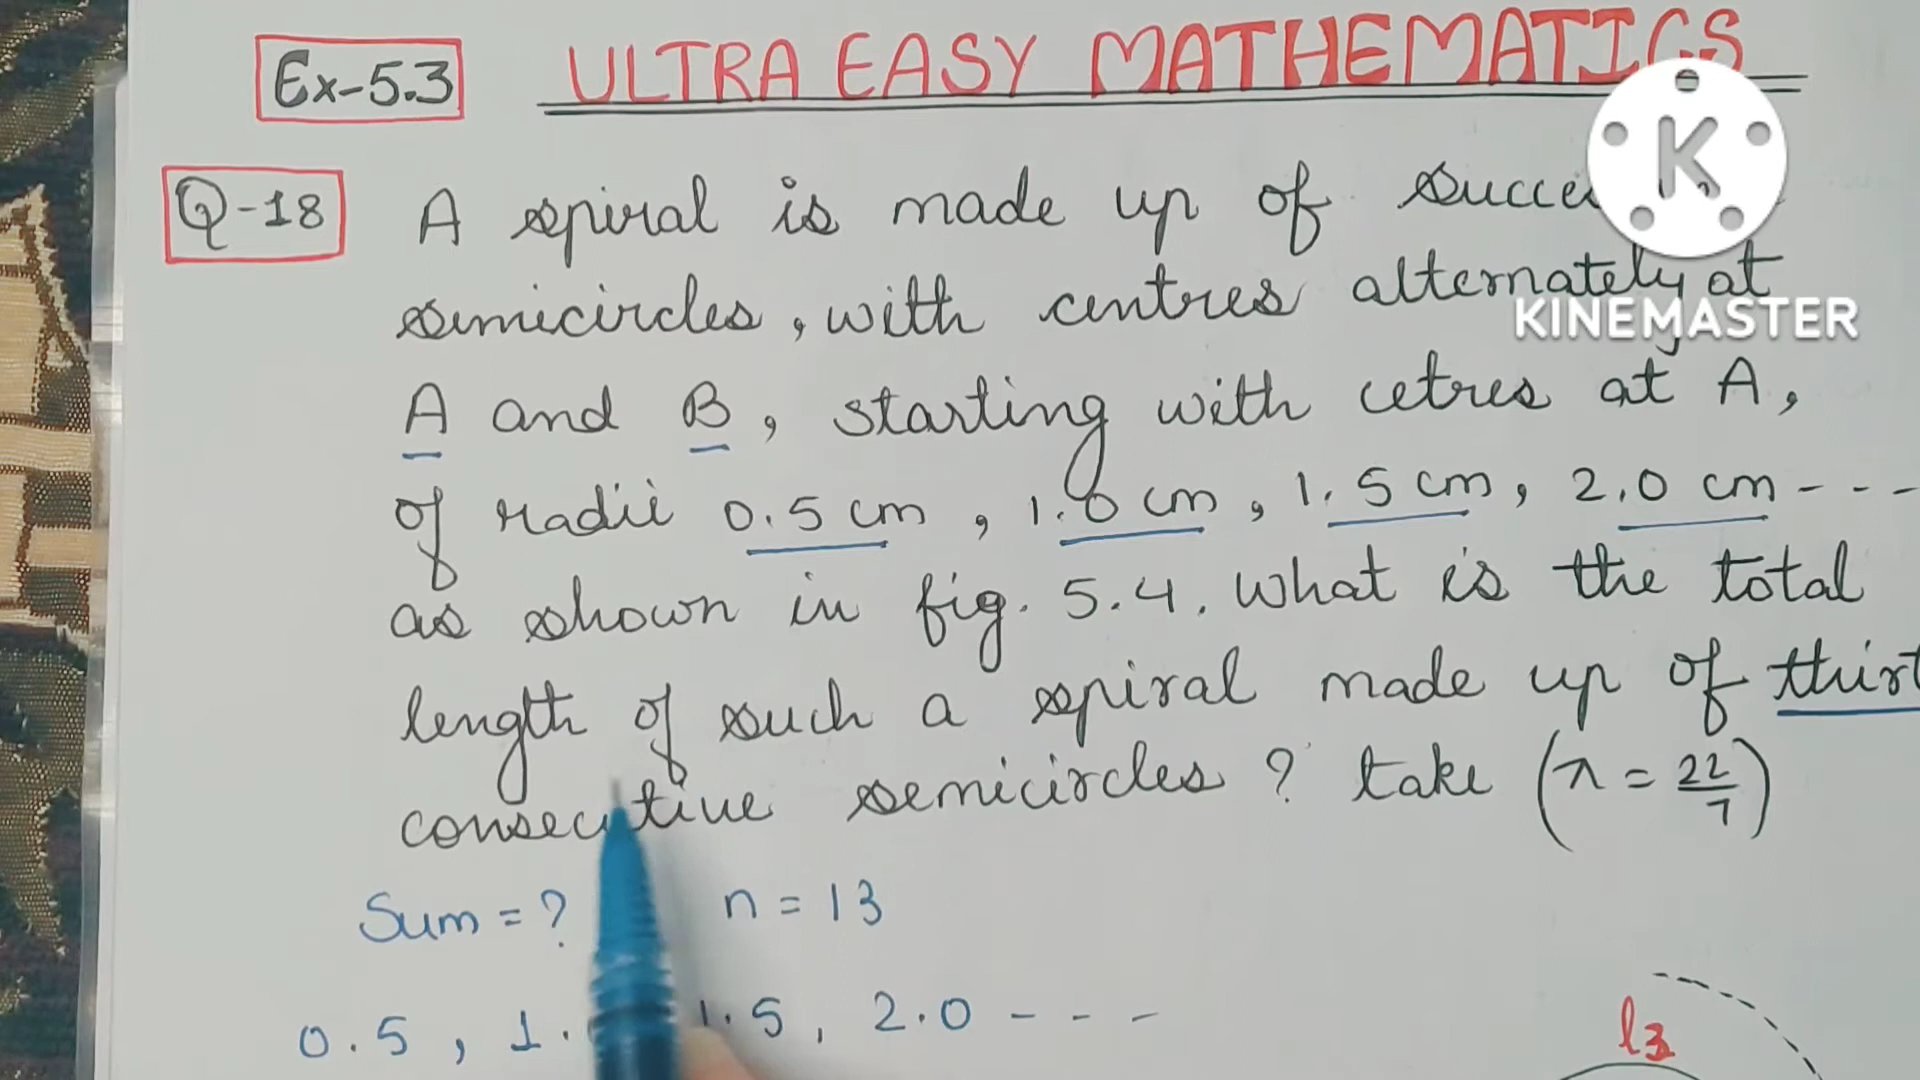 Ex-5.3 ULTRA EASY MATHEMATICS
Q-18 A spiral is made up of
semicircles, with centres alternately at
A and B, starting with cetres at A,
of radii 0.5 cm, 1.0 cm, 1.5 cm, 2.0 cm ---
as shown in fig. 5.4. What is the total
length of such a spiral made up of
consecutive semicircles? take (π = 22/7)
Sum = ? n = 13
0.5, 1. 1.5, 2.0 ---
l3
K
KINEMASTER